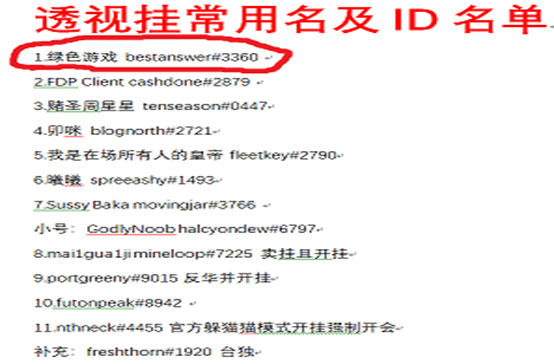 透视挂常用名及 ID 名单
1.绿色游戏 bestanswer#3360
2.FDP Client cashdone#2879
3.赌圣周星星 tenseason#0447
4.卯咪 blognorth#2721
5.我是在场所有人的皇帝 fleetkey#2790
6.曦曦 spreeashy#1493
7.Sussy Baka movingjar#3766
小号：GodlyNoob halcyondew#6797
8.mai1gua1ji mineloop#7225 卖挂且开挂
9.portgreeny#9015 反华并开挂
10.futonpeak#8942
11.nthneck#4455 官方躲猫猫模式开挂强制开会
补充：freshthorn#1920 台独